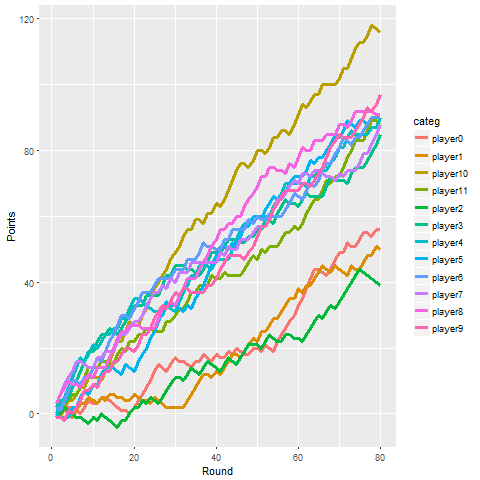 120
80
40
0
Points
0
20
40
60
80
Round
categ
player0
player1
player10
player11
player2
player3
player4
player5
player6
player7
player8
player9